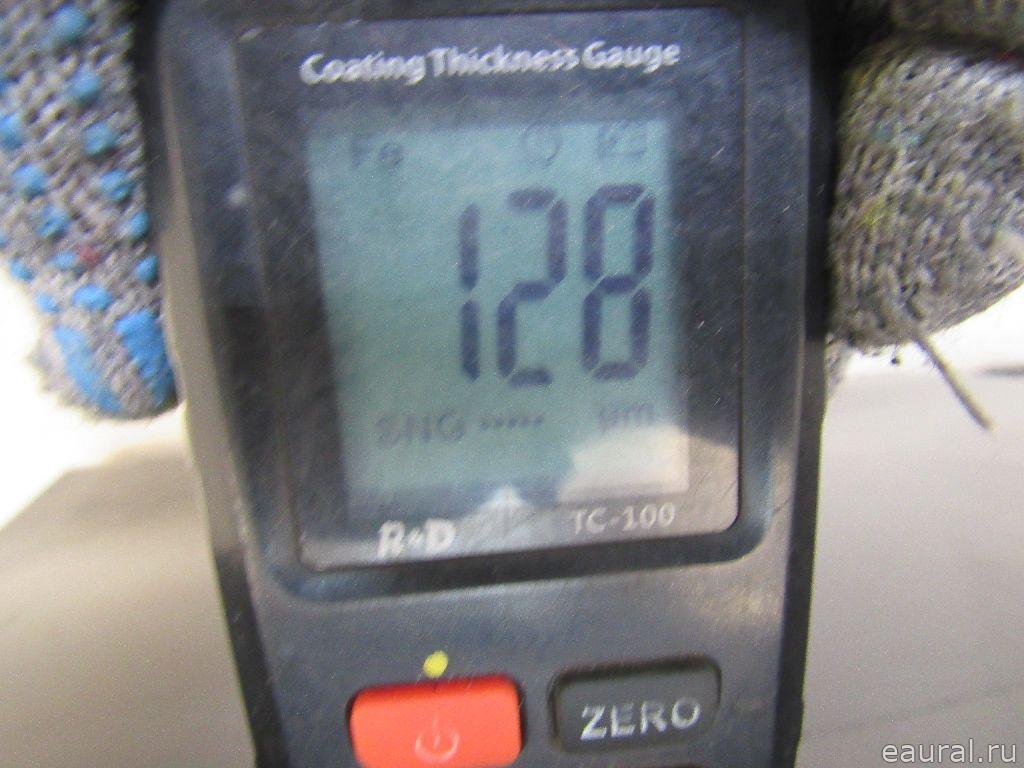 Coating Thickness Gauge
Fe
128
SNG ----- µm
R&D TC-100
ZERO
eaural.ru